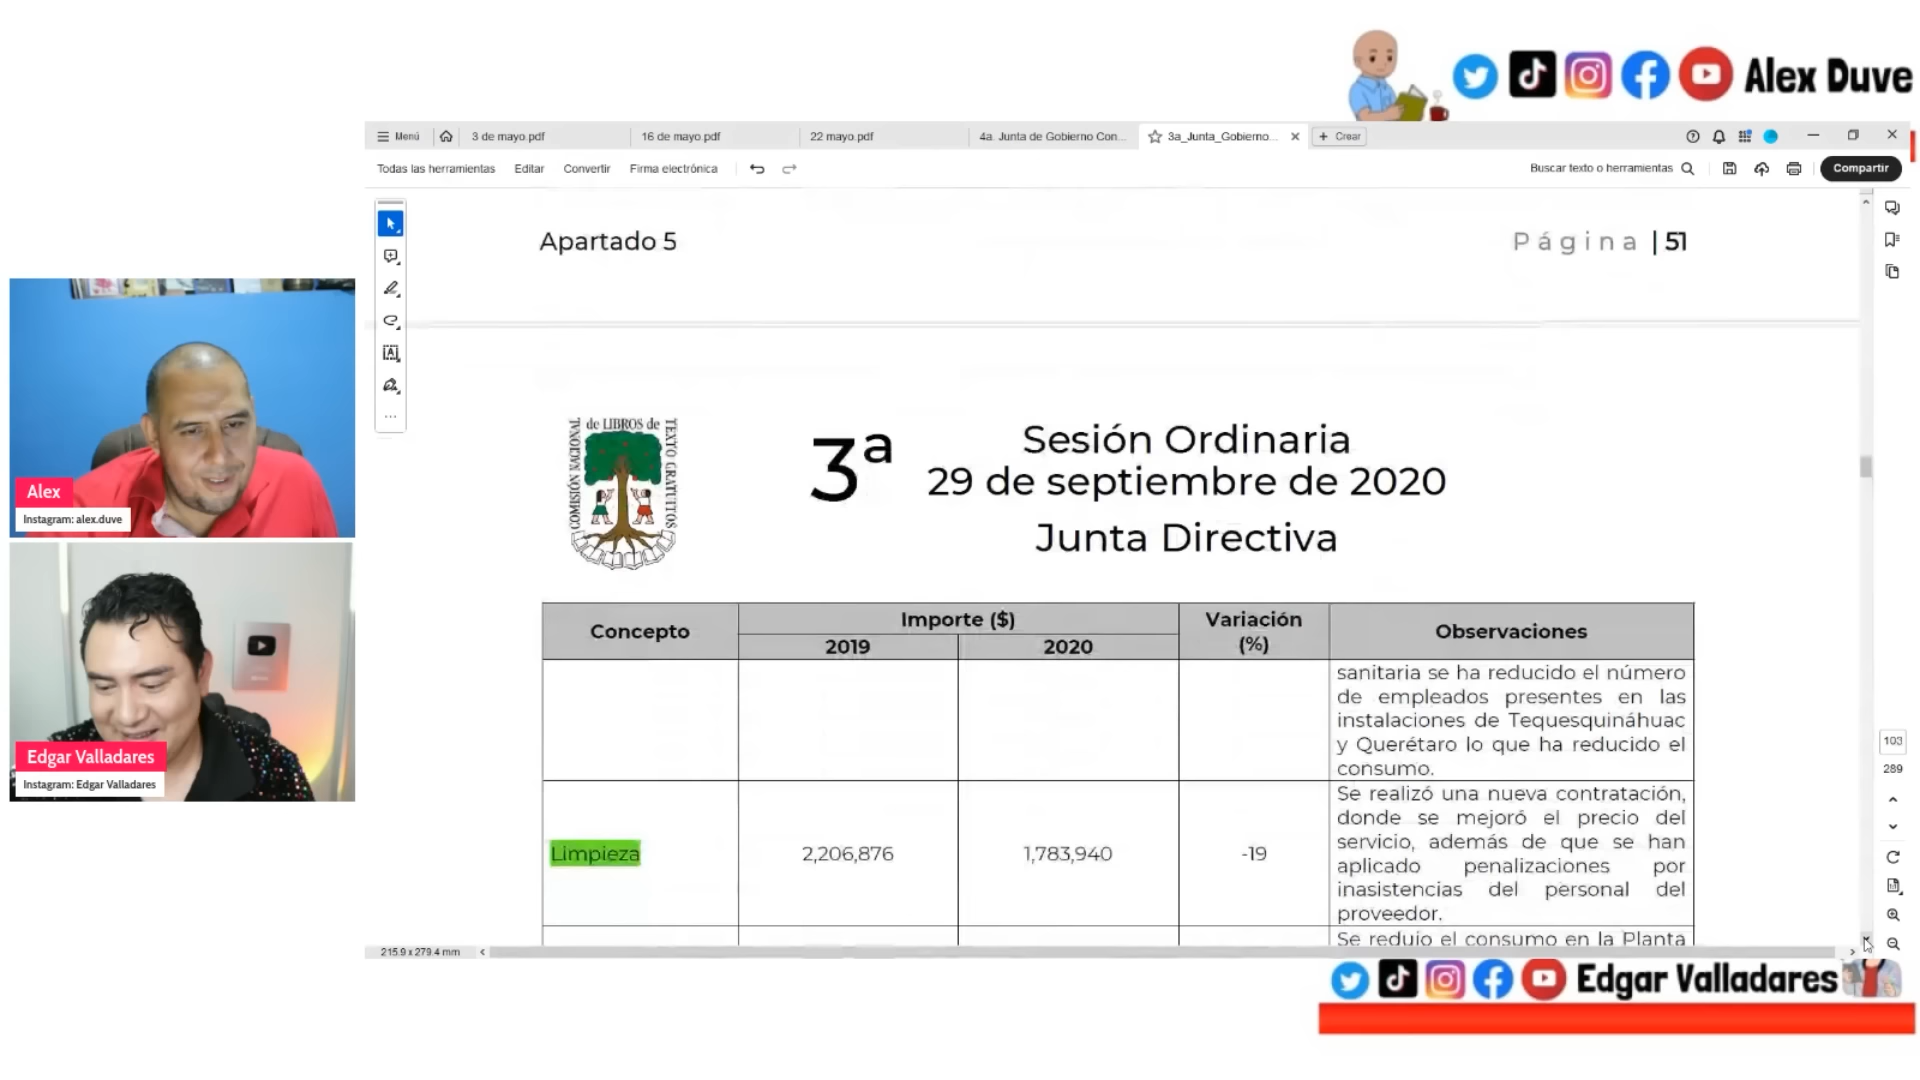 Alex Duve
Menú
3 de mayo.pdf
16 de mayo.pdf
22 mayo.pdf
4a. Junta de Gobierno Con...
3a_Junta_Gobierno...
+ Crear
Todas las herramientas
Editar
Convertir
Firma electrónica
Buscar texto o herramientas
Compartir
Apartado 5
Página | 51
COMISIÓN NACIONAL
de LIBROS de
TEXTO GRATUITOS
3ª
Sesión Ordinaria
29 de septiembre de 2020
Junta Directiva
Concepto
Importe ($)
2019
2020
Variación
(%)
Observaciones
sanitaria se ha reducido el número
de empleados presentes en las
instalaciones de Tequesquináhuac
y Querétaro lo que ha reducido el
consumo.
Limpieza
2,206,876
1,783,940
-19
Se realizó una nueva contratación,
donde se mejoró el precio del
servicio, además de que se han
aplicado penalizaciones por
inasistencias del personal del
proveedor.
Se redujo el consumo en la Planta
103
289
215.9 x 279.4 mm
Alex
Instagram: alex.duve
Edgar Valladares
Instagram: Edgar Valladares
Edgar Valladares